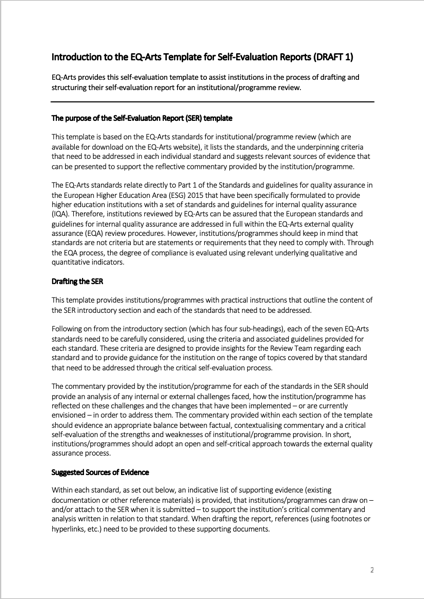 Introduction to the EQ-Arts Template for Self-Evaluation Reports (DRAFT 1)
EQ-Arts provides this self-evaluation template to assist institutions in the process of drafting and
structuring their self-evaluation report for an institutional/programme review.
The purpose of the Self-Evaluation Report (SER) template
This template is based on the EQ-Arts standards for institutional/programme review (which are
available for download on the EQ-Arts website), it lists the standards, and the underpinning criteria
that need to be addressed in each individual standard and suggests relevant sources of evidence that
can be presented to support the reflective commentary provided by the institution/programme.
The EQ-Arts standards relate directly to Part 1 of the Standards and guidelines for quality assurance in
the European Higher Education Area (ESG) 2015 that have been specifically formulated to provide
higher education institutions with a set of standards and guidelines for internal quality assurance
(IQA). Therefore, institutions reviewed by EQ-Arts can be assured that the European standards and
guidelines for internal quality assurance are addressed in full within the EQ-Arts external quality
assurance (EQA) review procedures. However, institutions/programmes should keep in mind that
standards are not criteria but are statements or requirements that they need to comply with. Through
the EQA process, the degree of compliance is evaluated using relevant underlying qualitative and
quantitative indicators.
Drafting the SER
This template provides institutions/programmes with practical instructions that outline the content of
the SER introductory section and each of the standards that need to be addressed.
Following on from the introductory section (which has four sub-headings), each of the seven EQ-Arts
standards need to be carefully considered, using the criteria and associated guidelines provided for
each standard. These criteria are designed to provide insights for the Review Team regarding each
standard and to provide guidance for the institution on the range of topics covered by that standard
that need to be addressed through the critical self-evaluation process.
The commentary provided by the institution/programme for each of the standards in the SER should
provide an analysis of any internal or external challenges faced, how the institution/programme has
reflected on these challenges and the changes that have been implemented – or are currently
envisioned – in order to address them. The commentary provided within each section of the template
should evidence an appropriate balance between factual, contextualising commentary and a critical
self-evaluation of the strengths and weaknesses of institutional/programme provision. In short,
institutions/programmes should adopt an open and self-critical approach towards the external quality
assurance process.
Suggested Sources of Evidence
Within each standard, as set out below, an indicative list of supporting evidence (existing
documentation or other reference materials) is provided, that institutions/programmes can draw on –
and/or attach to the SER when it is submitted – to support the institution's critical commentary and
analysis written in relation to that standard. When drafting the report, references (using footnotes or
hyperlinks, etc.) need to be provided to these supporting documents.
2